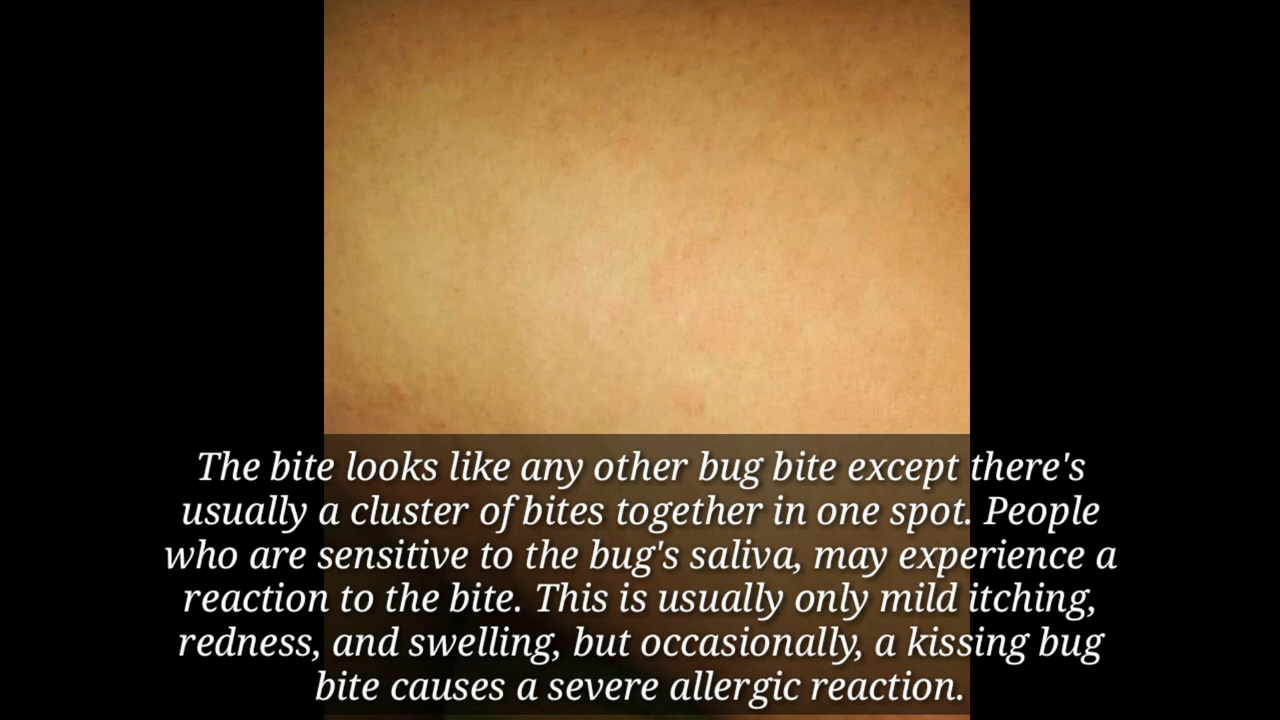 The bite looks like any other bug bite except there's
usually a cluster of bites together in one spot. People
who are sensitive to the bug's saliva, may experience a
reaction to the bite. This is usually only mild itching,
redness, and swelling, but occasionally, a kissing bug
bite causes a severe allergic reaction.